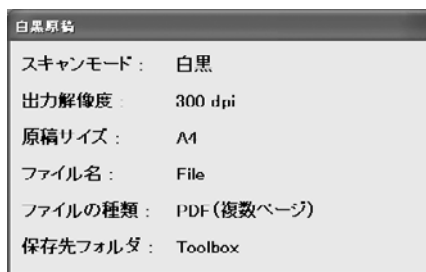 白黒原稿
スキャンモード： 白黒
出力解像度： 300 dpi
原稿サイズ： A4
ファイル名： File
ファイルの種類： PDF（複数ページ）
保存先フォルダ： Toolbox